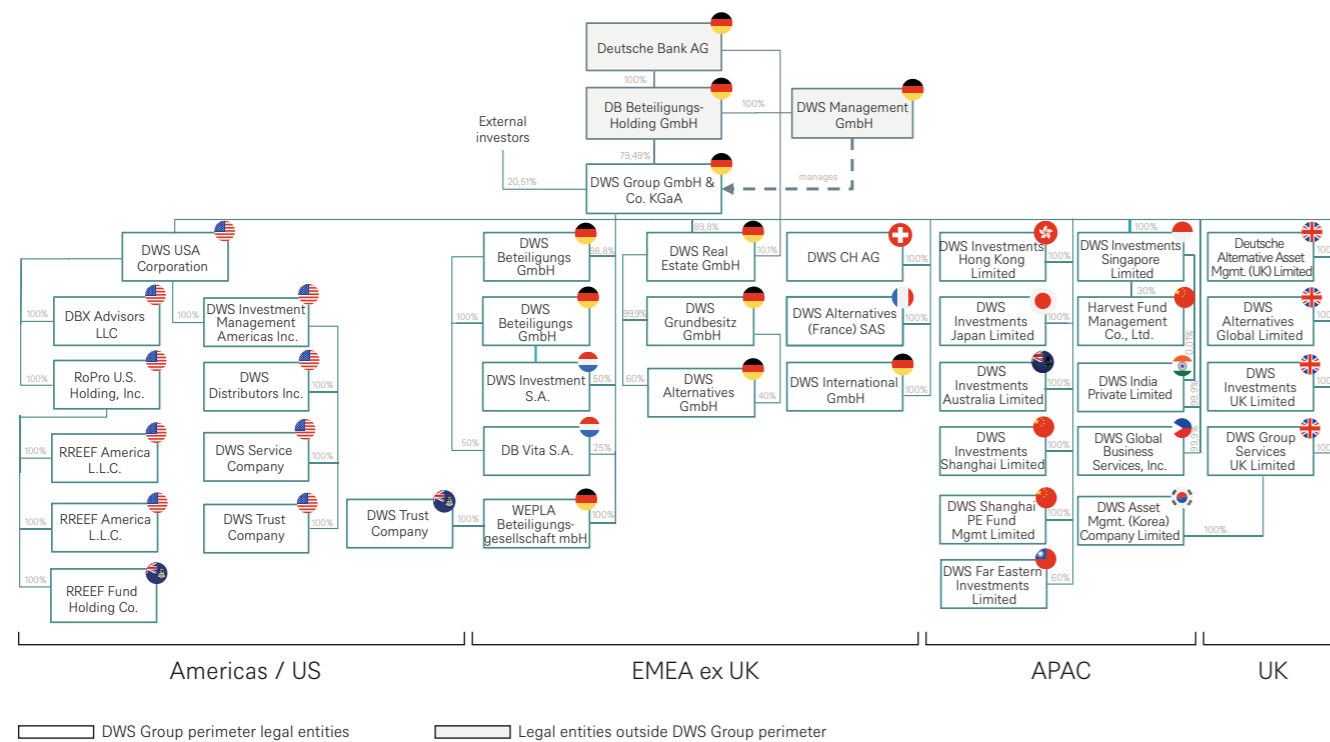 Deutsche Bank AG
100%
DB Beteiligungs-
Holding GmbH
100%
DWS Management
GmbH
External
investors
79,49%
20,51%
DWS Group GmbH &
Co. KGaA
manages
DWS USA
Corporation
100%
DBX Advisors
LLC
100%
DWS Investment
Management
Americas Inc.
100%
RoPro U.S.
Holding, Inc.
DWS
Distributors Inc.
100%
100%
RREEF America
L.L.C.
DWS Service
Company
100%
100%
RREEF America
L.L.C.
DWS Trust
Company
100%
DWS Trust
Company
100%
100%
RREEF Fund
Holding Co.
DWS
Beteiligungs
GmbH
98,8%
100%
DWS
Beteiligungs
GmbH
DWS Investment
S.A.
50%
50%
DB Vita S.A.
25%
WEPLA
Beteiligungs-
gesellschaft mbH
100%
89,8%
DWS Real
Estate GmbH
10,1%
99,9%
DWS
Grundbesitz
GmbH
60%
DWS
Alternatives
GmbH
40%
DWS CH AG
100%
DWS Alternatives
(France) SAS
100%
DWS International
GmbH
100%
DWS Investments
Hong Kong
Limited
100%
DWS
Investments
Japan Limited
100%
DWS
Investments
Australia Limited
100%
DWS
Investments
Shanghai Limited
100%
DWS Shanghai
PE Fund
Mgmt Limited
100%
DWS Far Eastern
Investments
Limited
60%
100%
DWS Investments
Singapore
Limited
30%
Harvest Fund
Management
Co., Ltd.
0,01%
DWS India
Private Limited
99,9%
DWS Global
Business
Services, Inc.
99,9%
DWS Asset
Mgmt. (Korea)
Company Limited
100%
Deutsche
Alternative Asset
Mgmt. (UK) Limited
100%
DWS
Alternatives
Global Limited
100%
DWS
Investments
UK Limited
100%
DWS Group
Services
UK Limited
100%
Americas / US
EMEA ex UK
APAC
UK
DWS Group perimeter legal entities
Legal entities outside DWS Group perimeter